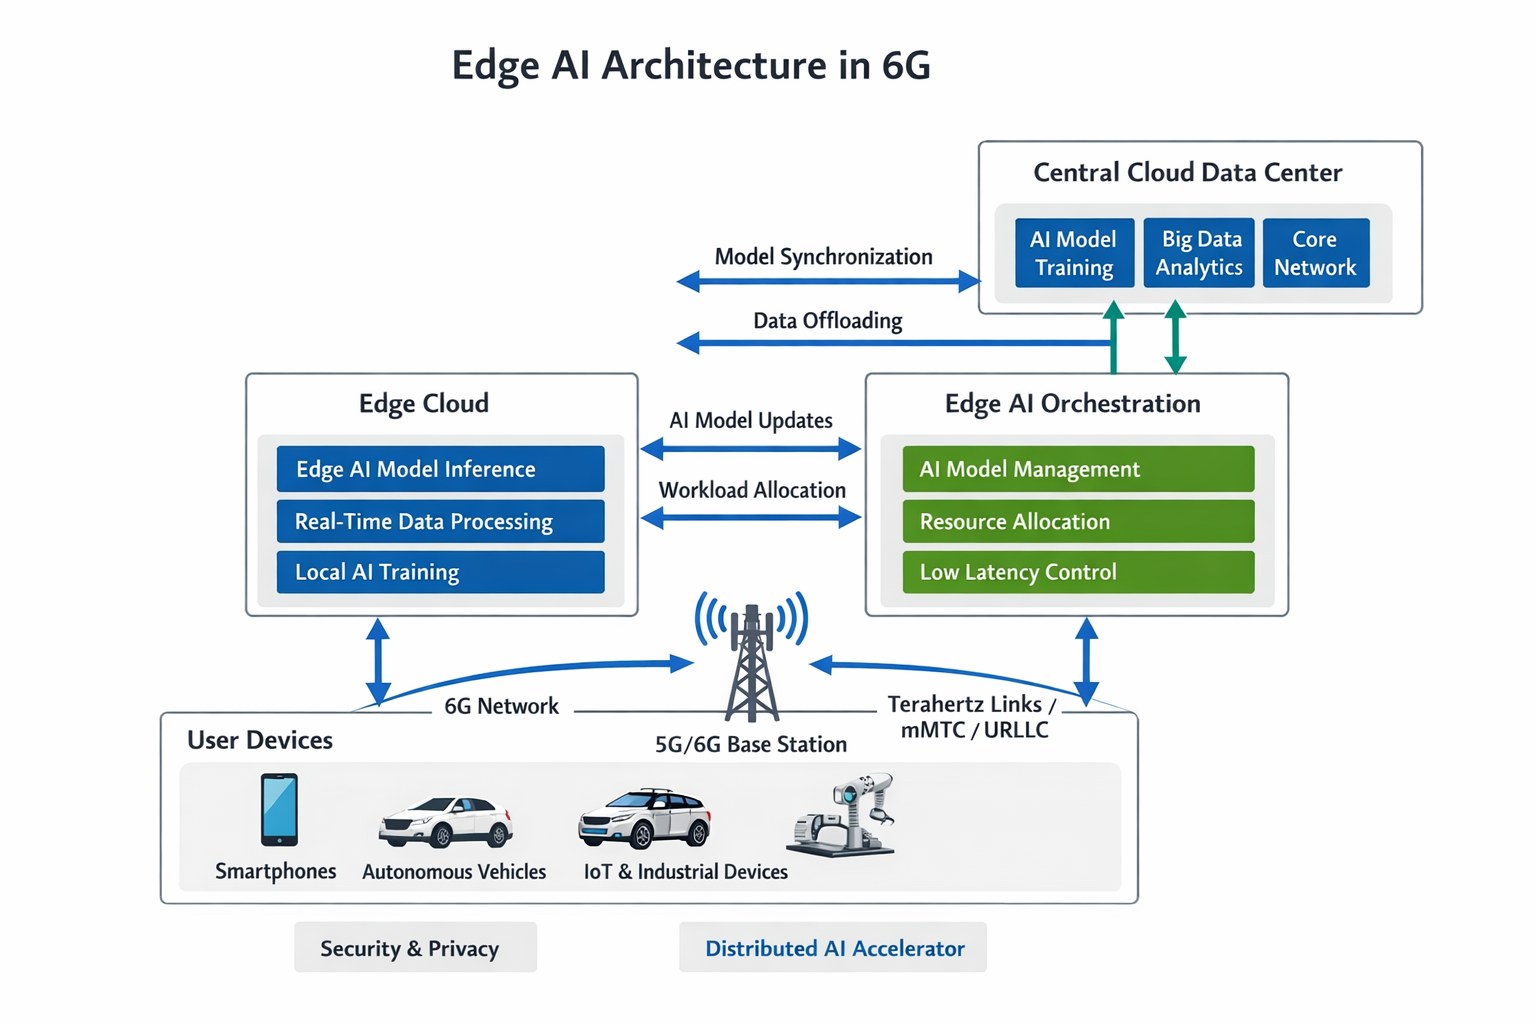 Edge AI Architecture in 6G
Central Cloud Data Center
AI Model
Training
Big Data
Analytics
Core
Network
Model Synchronization
Data Offloading
Edge Cloud
Edge AI Model Inference
Real-Time Data Processing
Local AI Training
AI Model Updates
Workload Allocation
Edge AI Orchestration
AI Model Management
Resource Allocation
Low Latency Control
6G Network
Terahertz Links /
mMTC / URLLC
5G/6G Base Station
User Devices
Smartphones
Autonomous Vehicles
IoT & Industrial Devices
Security & Privacy
Distributed AI Accelerator